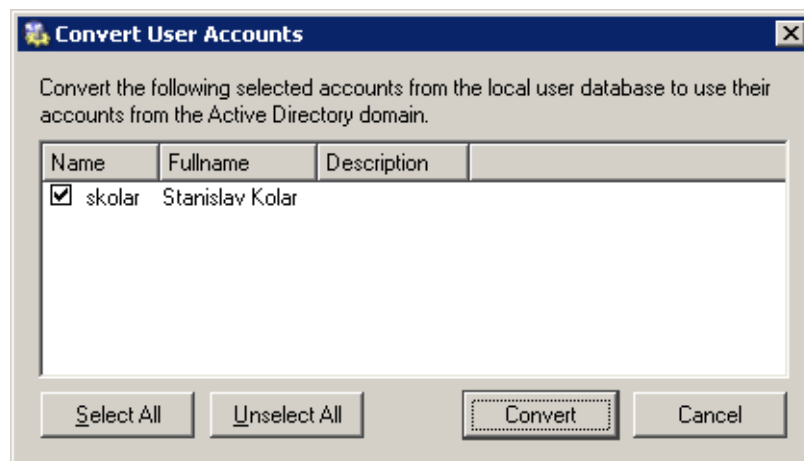 Convert User Accounts
Convert the following selected accounts from the local user database to use their
accounts from the Active Directory domain.
Name Fullname Description
skolar Stanislav Kolar
Select All Unselect All Convert Cancel